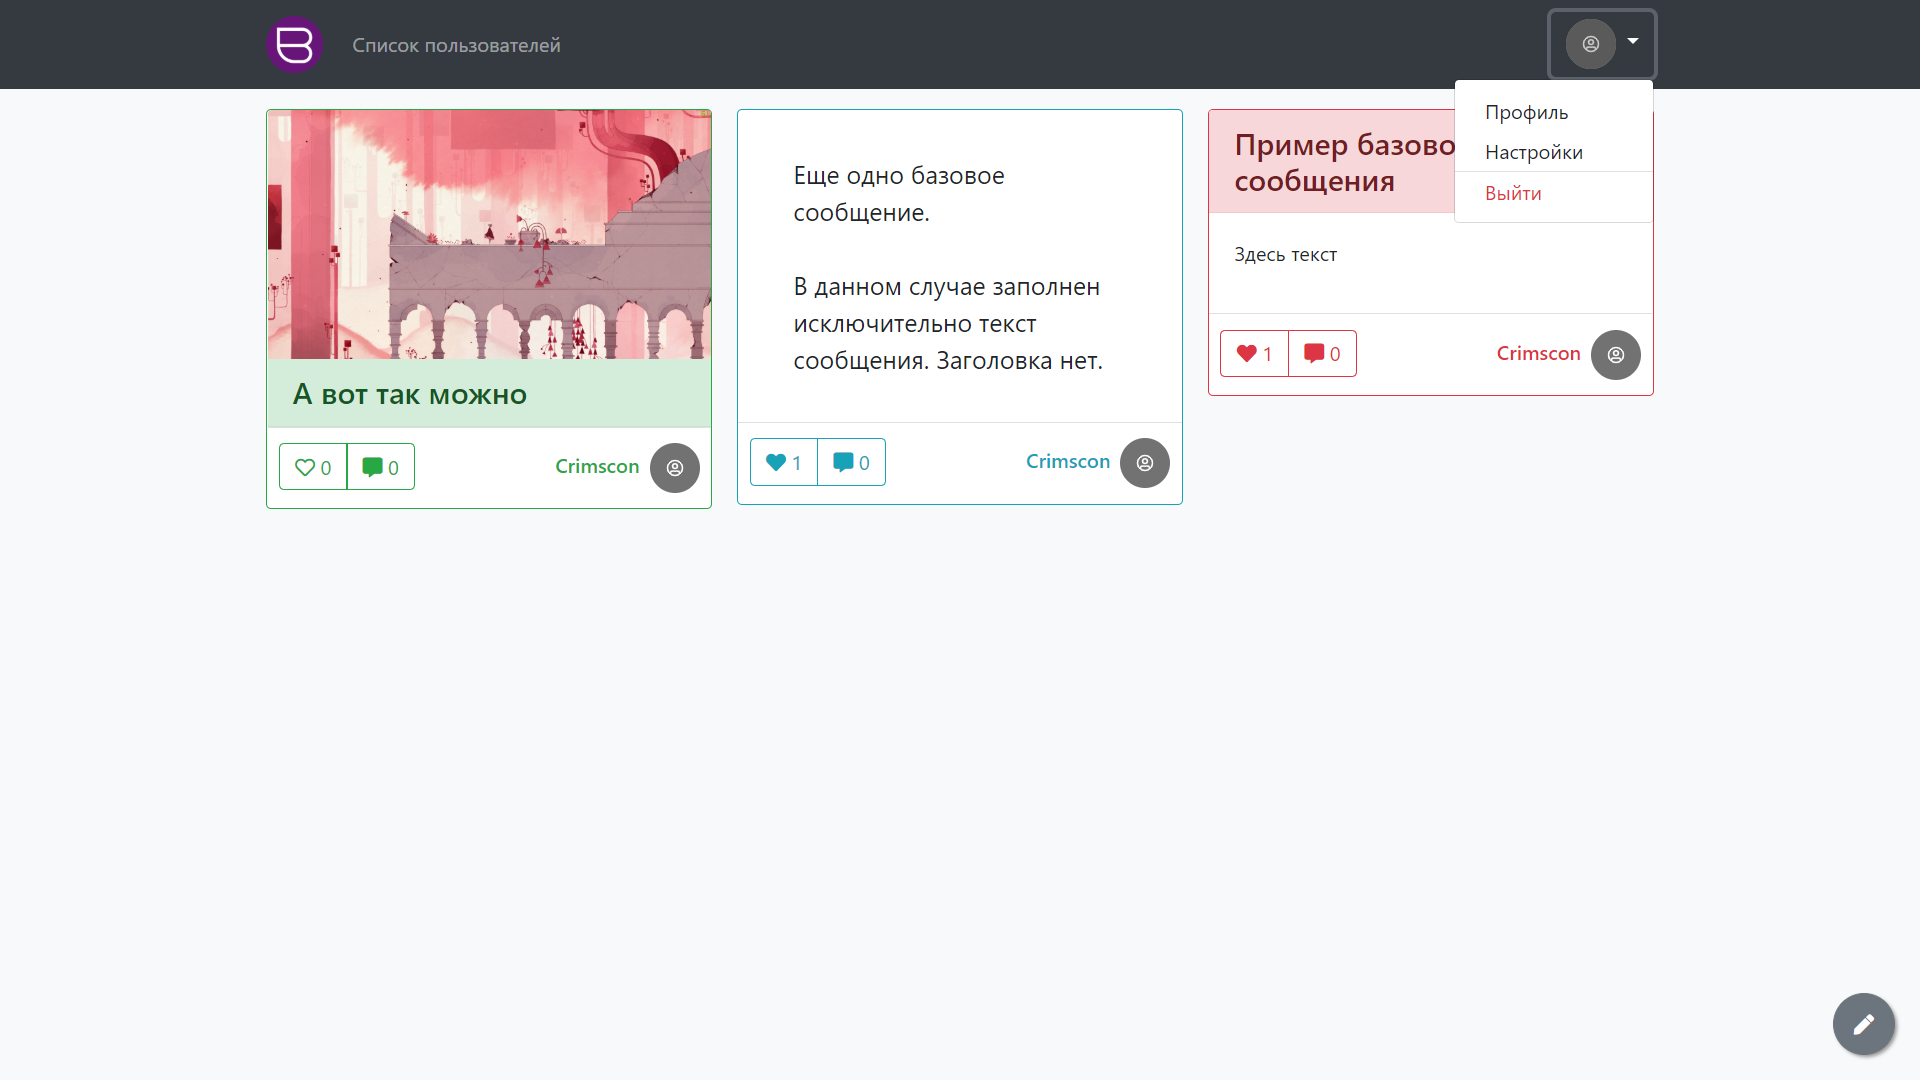 B
Список пользователей
Профиль
Настройки
Выйти
А вот так можно
0
0
Crimscon
Еще одно базовое
сообщение.
В данном случае заполнен
исключительно текст
сообщения. Заголовка нет.
1
0
Crimscon
Пример базово
сообщения
Здесь текст
1
0
Crimscon